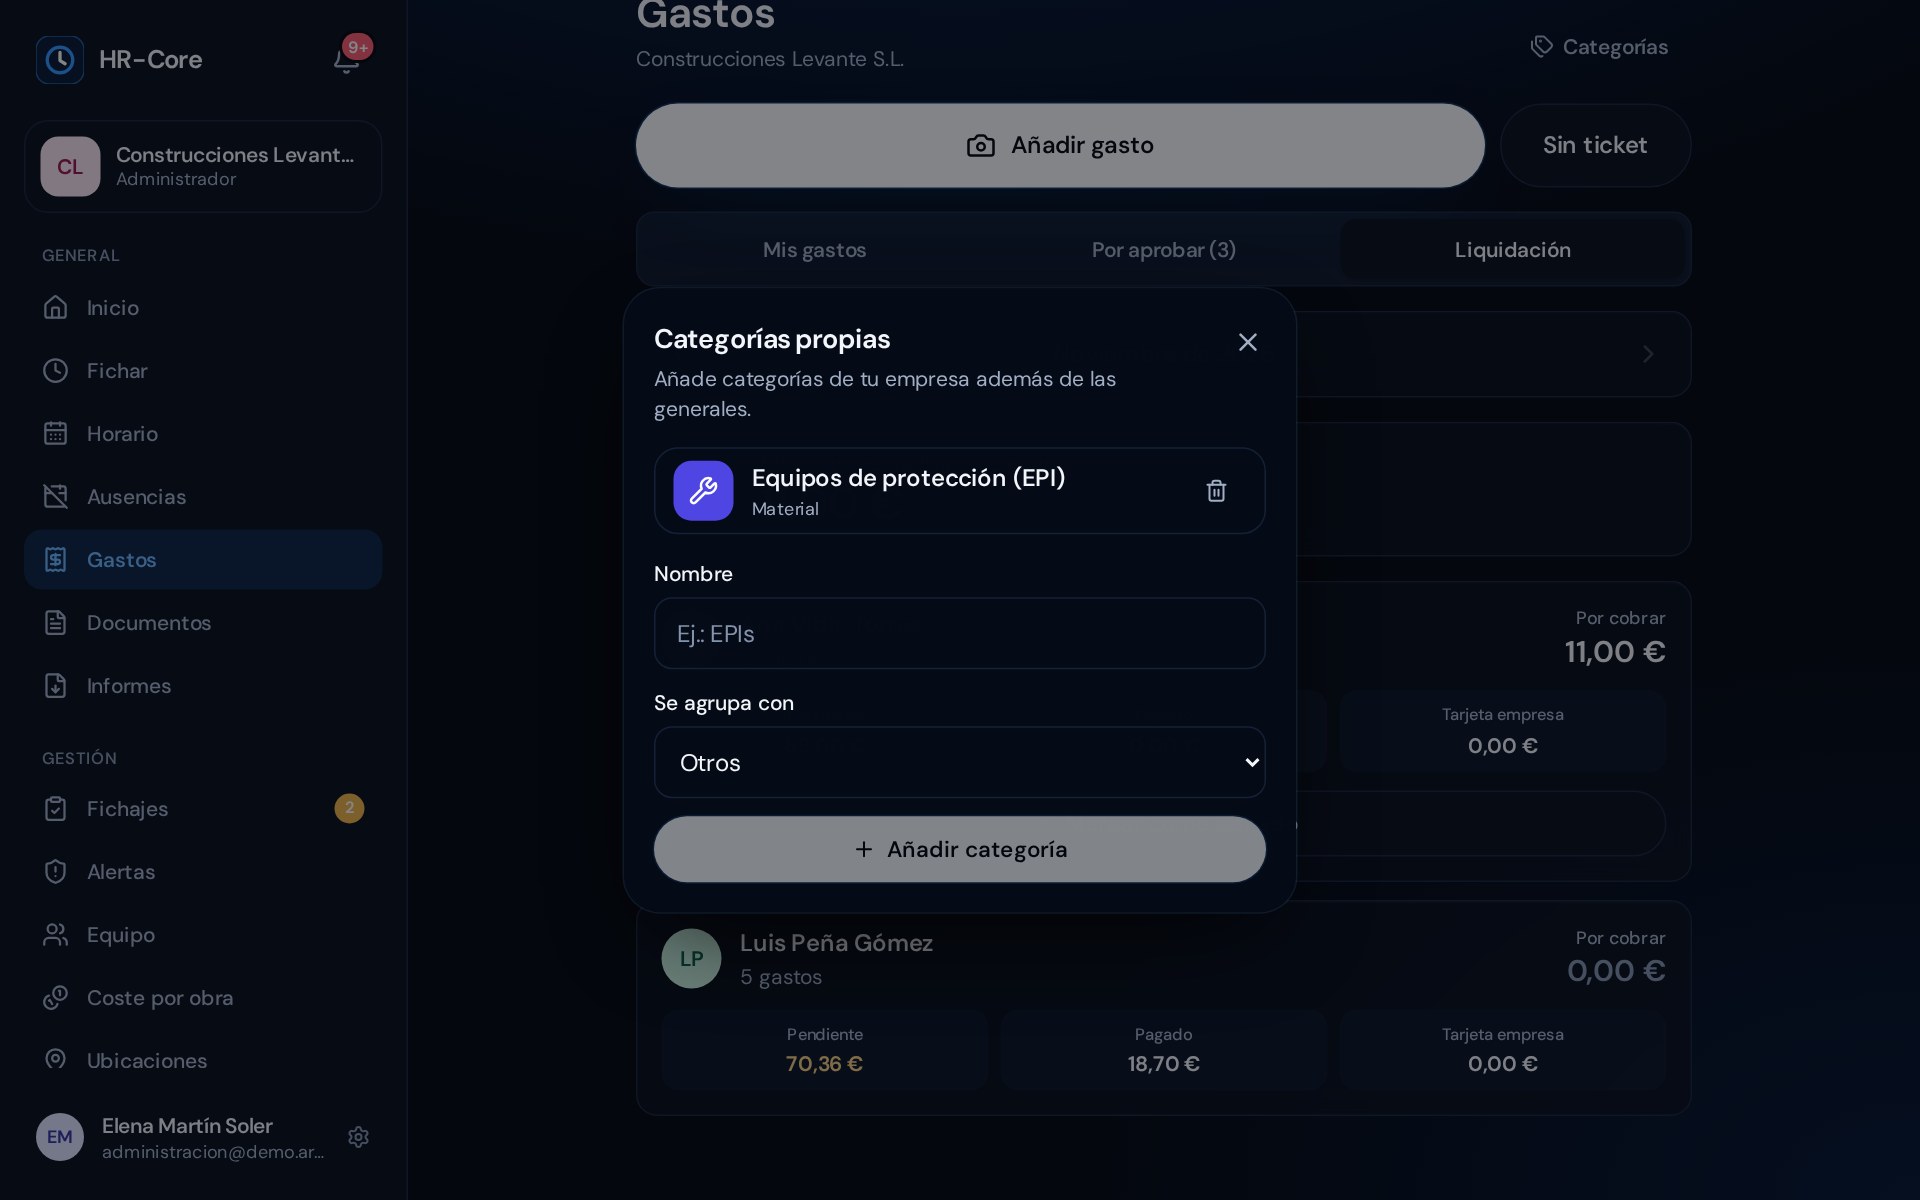 HR-Core
9+
CL
Construcciones Levant...
Administrador
GENERAL
Inicio
Fichar
Horario
Ausencias
Gastos
Documentos
Informes
GESTIÓN
Fichajes
2
Alertas
Equipo
Coste por obra
Ubicaciones
EM
Elena Martín Soler
administracion@demo.ar...
Gastos
Construcciones Levante S.L.
Categorías
Añadir gasto
Sin ticket
Mis gastos
Por aprobar (3)
Liquidación
Categorías propias
Añade categorías de tu empresa además de las
generales.
Equipos de protección (EPI)
Material
Nombre
Ej.: EPIs
Se agrupa con
Otros
Añadir categoría
Por cobrar
11,00 €
Tarjeta empresa
0,00 €
LP
Luis Peña Gómez
5 gastos
Por cobrar
0,00 €
Pendiente
70,36 €
Pagado
18,70 €
Tarjeta empresa
0,00 €